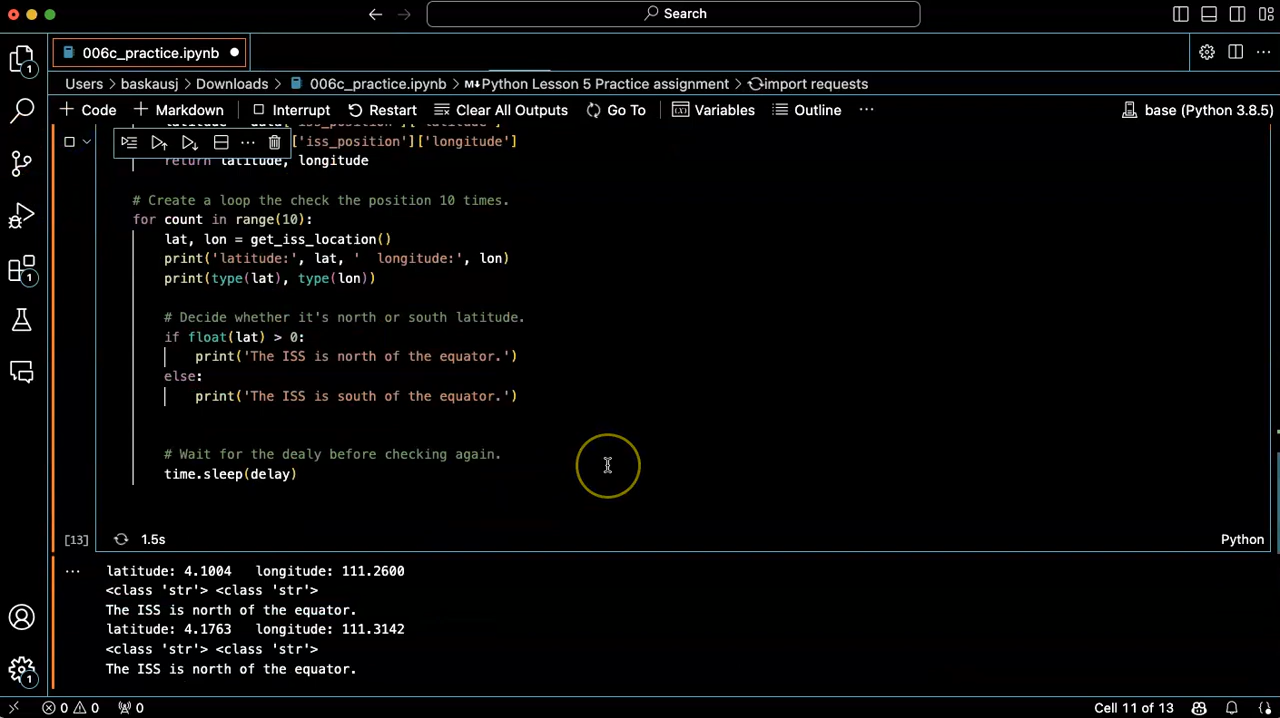 Search
006c_practice.ipynb
Users baskausj Downloads 006c_practice.ipynb Python Lesson 5 Practice assignment import requests
Code Markdown Interrupt Restart Clear All Outputs Go To Variables Outline base (Python 3.8.5)
['iss_position']['longitude']
return latitude, longitude
# Create a loop the check the position 10 times.
for count in range(10):
lat, lon = get_iss_location()
print('latitude:', lat, '  longitude:', lon)
print(type(lat), type(lon))
# Decide whether it's north or south latitude.
if float(lat) > 0:
print('The ISS is north of the equator.')
else:
print('The ISS is south of the equator.')
# Wait for the dealy before checking again.
time.sleep(delay)
[13] 1.5s Python
latitude: 4.1004   longitude: 111.2600
<class 'str'> <class 'str'>
The ISS is north of the equator.
latitude: 4.1763   longitude: 111.3142
<class 'str'> <class 'str'>
The ISS is north of the equator.
0 0 0 Cell 11 of 13